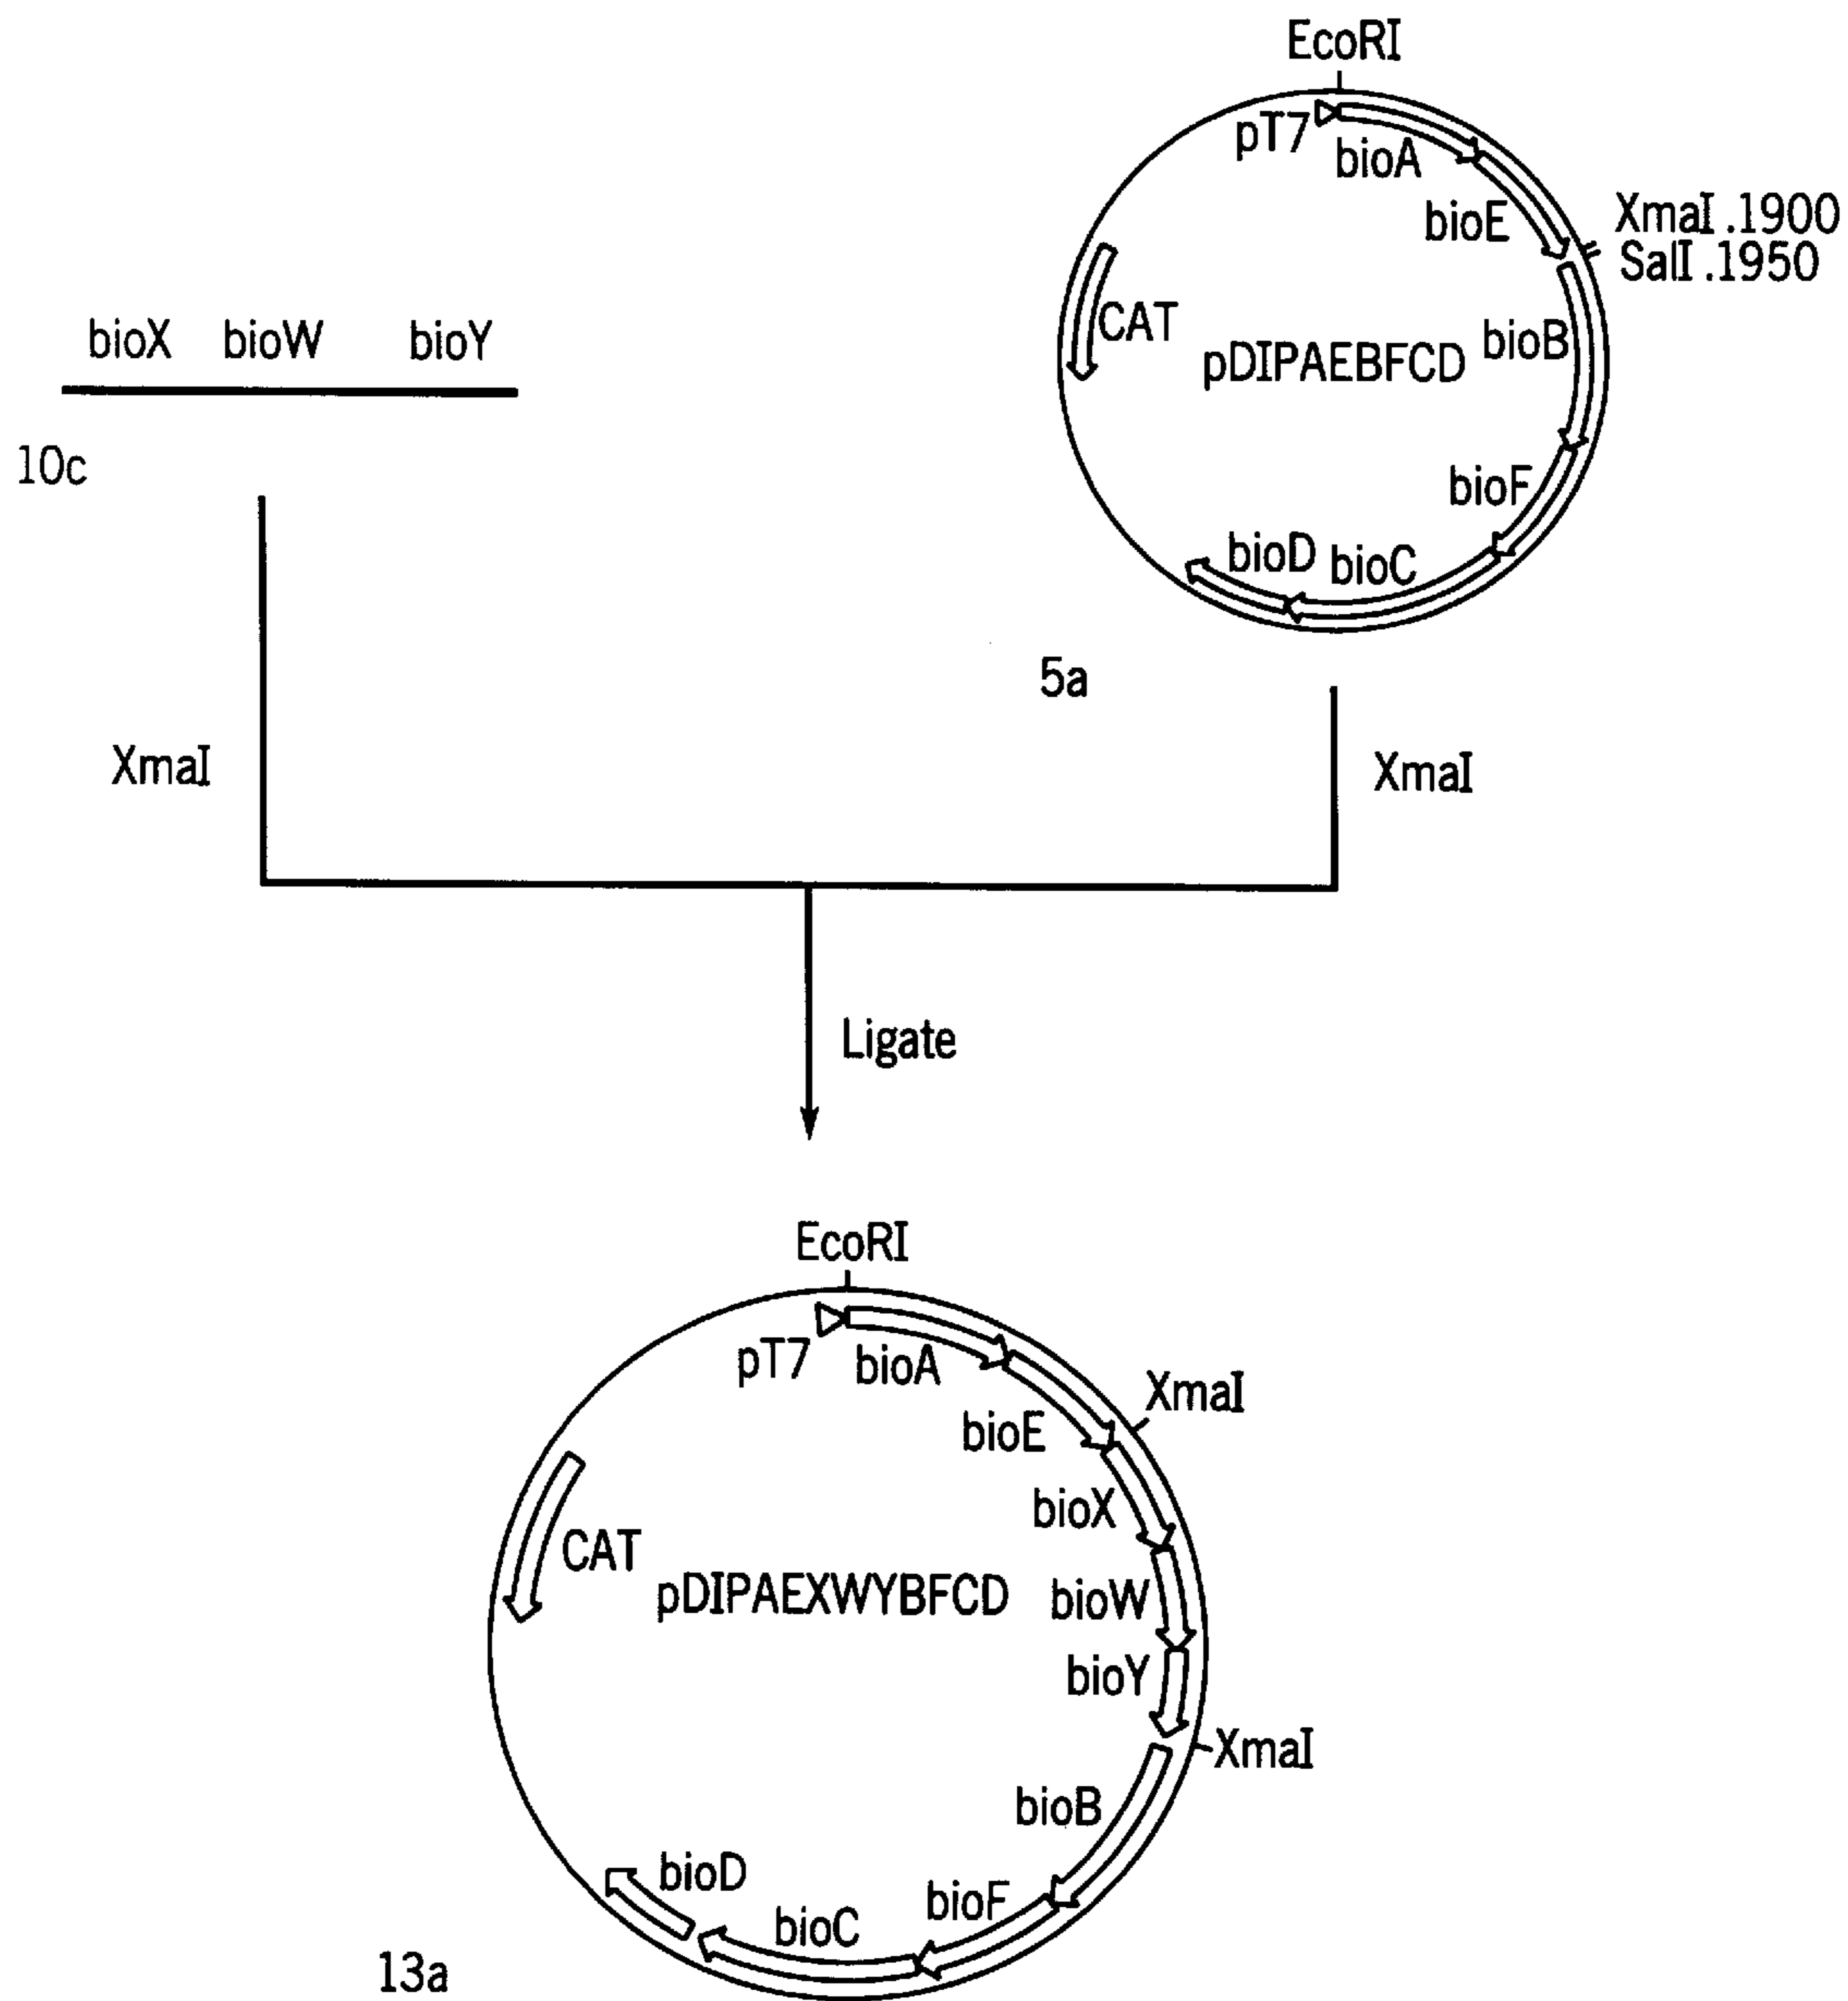 EcoRI
pT7
bioA
bioE
XmaI.1900
SalI.1950
CAT
pDIPAEBFCD
bioB
bioF
bioD
bioC
5a
bioX bioW bioY
10c
XmaI
XmaI
Ligate
EcoRI
pT7
bioA
XmaI
bioE
bioX
CAT
pDIPAEXWYBFCD
bioW
bioY
XmaI
bioB
bioF
bioC
bioD
13a